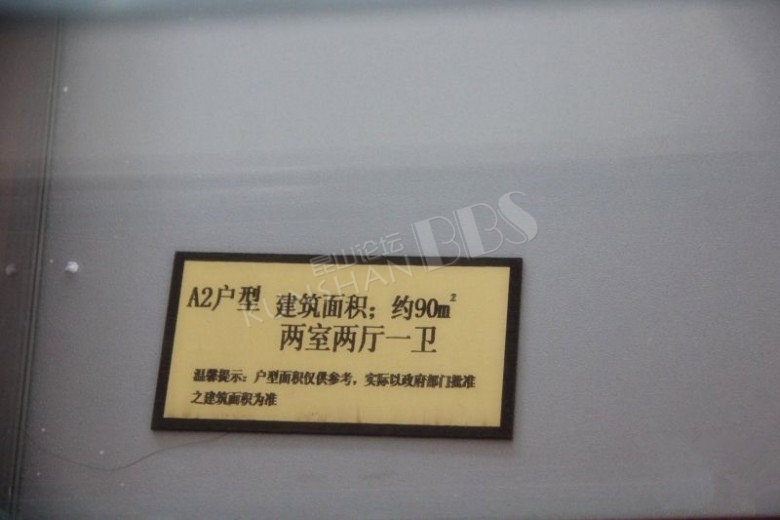 昆山论坛 BBS
KUNSHAN
A2户型 建筑面积；约90m²
两室两厅一卫
温馨提示：户型面积仅供参考，实际以政府部门批准
之建筑面积为准